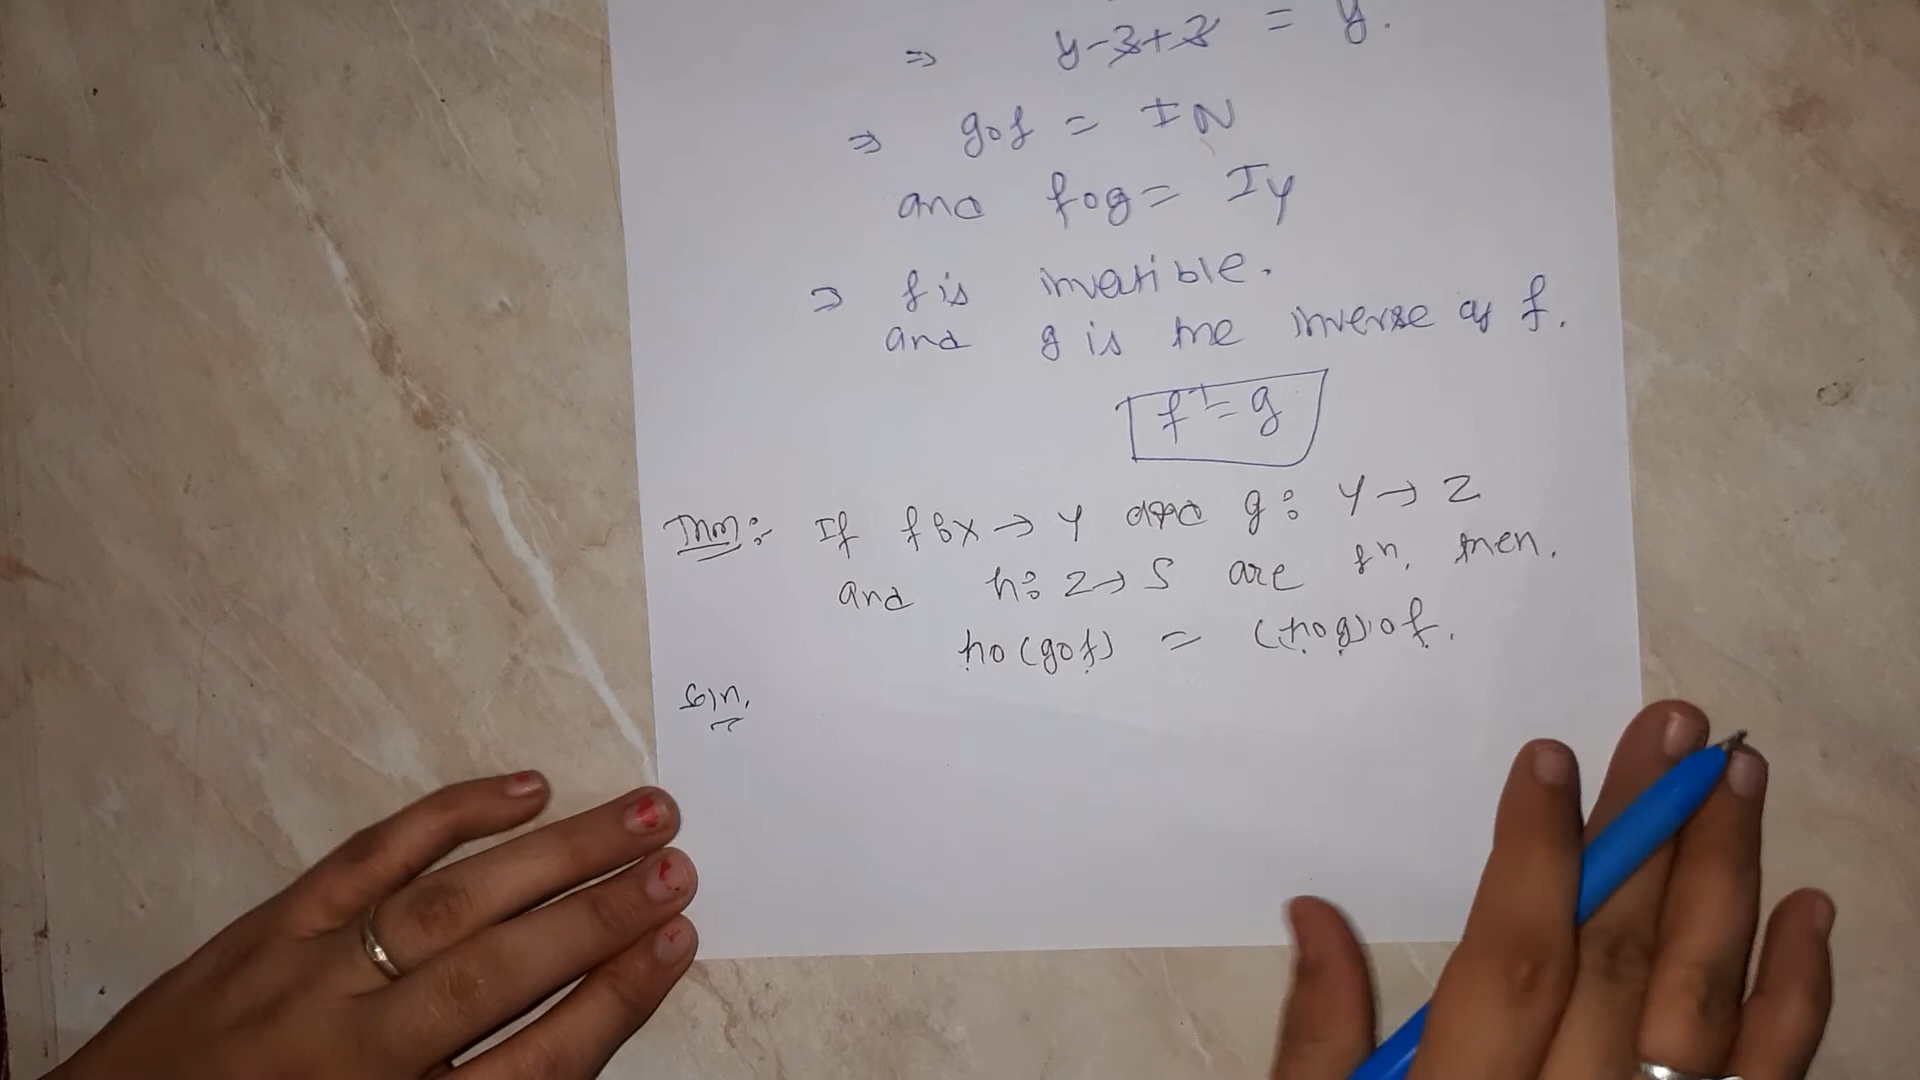 ⇒ y-3+3 = y.
⇒ gof = IN
and fog = Iy
⇒ f is invertible.
and g is the inverse of f.
f⁻¹ = g
Thm:- If f: X → Y and g: Y → Z
and h: Z → S are fn, then.
ho(gof) = (hog)of.
Soln.